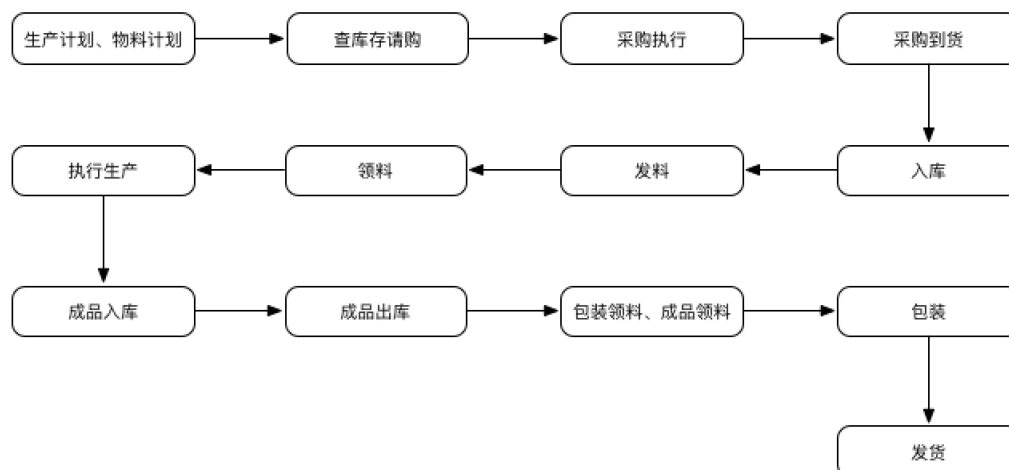 生产计划、物料计划
查库存请购
采购执行
采购到货
入库
发料
领料
执行生产
成品入库
成品出库
包装领料、成品领料
包装
发货